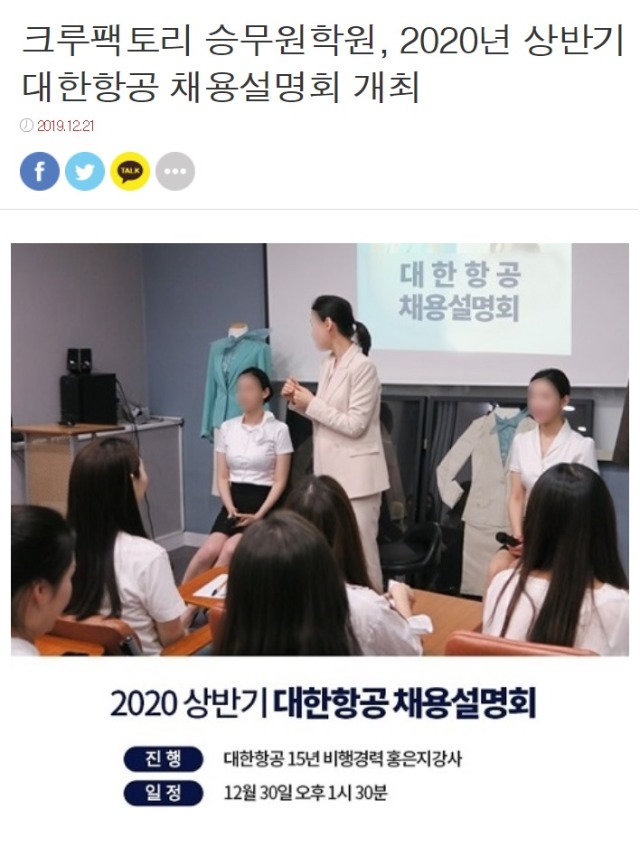 크루팩토리 승무원학원, 2020년 상반기
대한항공 채용설명회 개최
2019.12.21
f
TALK
대한항공
채용설명회
2020 상반기 대한항공 채용설명회
진행 대한항공 15년 비행경력 홍은지강사
일정 12월 30일 오후 1시 30분